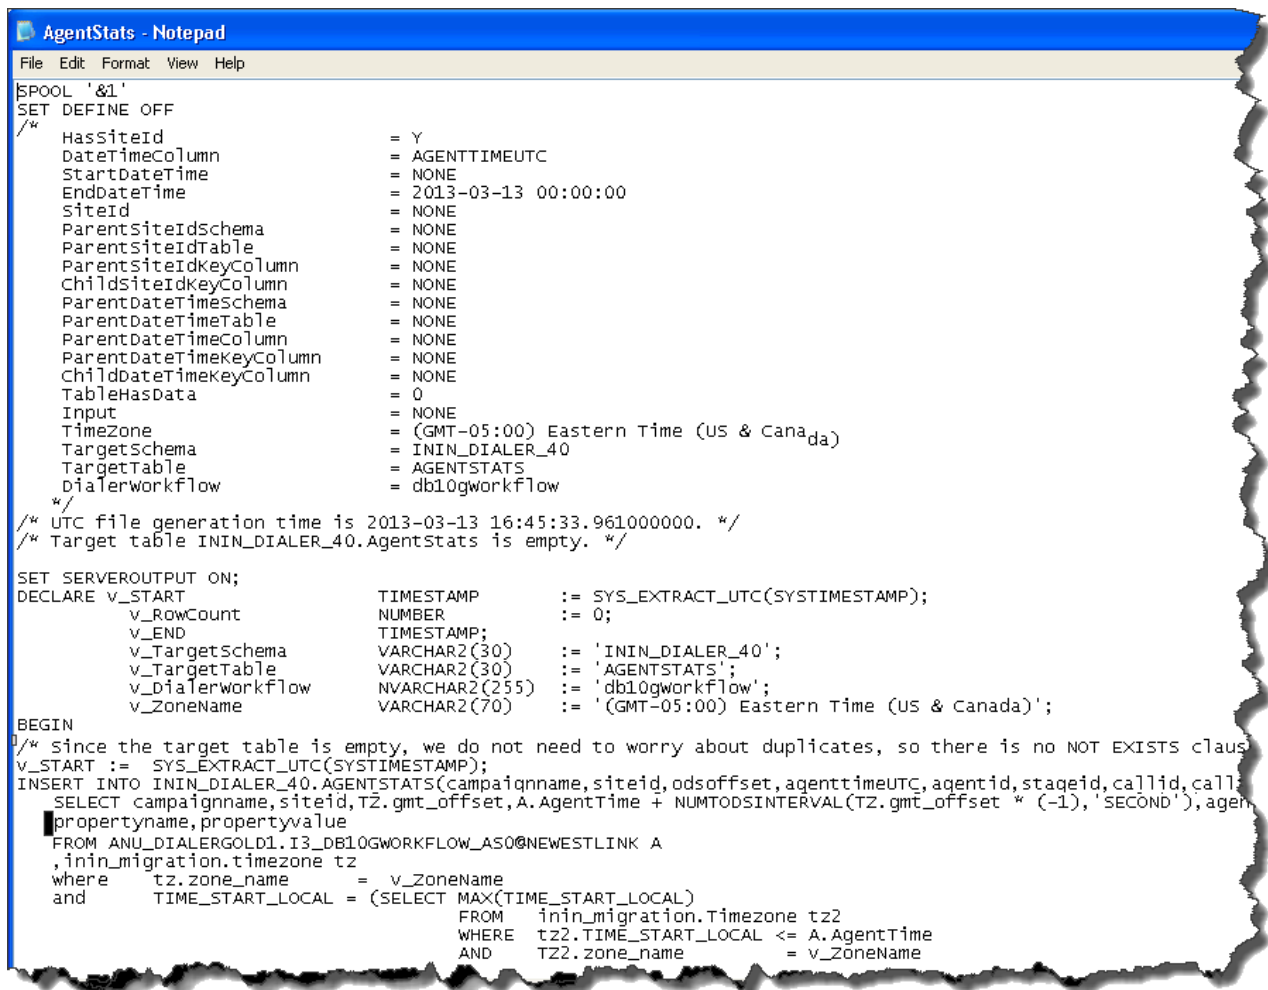 AgentStats - Notepad
File Edit Format View Help
SPOOL '&1'
SET DEFINE OFF
/*
HasSiteId = Y
DateTimeColumn = AGENTTIMEUTC
StartDateTime = NONE
EndDateTime = 2013-03-13 00:00:00
SiteId = NONE
ParentSiteIdSchema = NONE
ParentSiteIdTable = NONE
ParentSiteIdKeyColumn = NONE
ChildSiteIdKeyColumn = NONE
ParentDateTimeSchema = NONE
ParentDateTimeTable = NONE
ParentDateTimeColumn = NONE
ParentDateTimeKeyColumn = NONE
ChildDateTimeKeyColumn = NONE
TableHasData = 0
Input = NONE
TimeZone = (GMT-05:00) Eastern Time (US & Canada)
TargetSchema = ININ_DIALER_40
TargetTable = AGENTSTATS
DialerWorkflow = db10gWorkflow
*/
/* UTC file generation time is 2013-03-13 16:45:33.961000000. */
/* Target table ININ_DIALER_40.AgentStats is empty. */
SET SERVEROUTPUT ON;
DECLARE v_START TIMESTAMP := SYS_EXTRACT_UTC(SYSTIMESTAMP);
v_RowCount NUMBER := 0;
v_END TIMESTAMP;
v_TargetSchema VARCHAR2(30) := 'ININ_DIALER_40';
v_TargetTable VARCHAR2(30) := 'AGENTSTATS';
v_DialerWorkflow NVARCHAR2(255) := 'db10gWorkflow';
v_ZoneName VARCHAR2(70) := '(GMT-05:00) Eastern Time (US & Canada)';
BEGIN
/* Since the target table is empty, we do not need to worry about duplicates, so there is no NOT EXISTS claus
v_START := SYS_EXTRACT_UTC(SYSTIMESTAMP);
INSERT INTO ININ_DIALER_40.AGENTSTATS(campaignname,siteid,odsoffset,agenttimeUTC,agentid,stageid,callid,call
SELECT campaignname,siteid,TZ.gmt_offset,A.AgentTime + NUMTODSINTERVAL(TZ.gmt_offset * (-1),'SECOND'),agen
propertyname,propertyvalue
FROM ANU_DIALERGOLD1.I3_DB10GWORKFLOW_AS0@NEWESTLINK A
,inin_migration.timezone tz
where tz.zone_name = v_ZoneName
and TIME_START_LOCAL = (SELECT MAX(TIME_START_LOCAL)
FROM inin_migration.Timezone tz2
WHERE tz2.TIME_START_LOCAL <= A.AgentTime
AND TZ2.zone_name = v_ZoneName